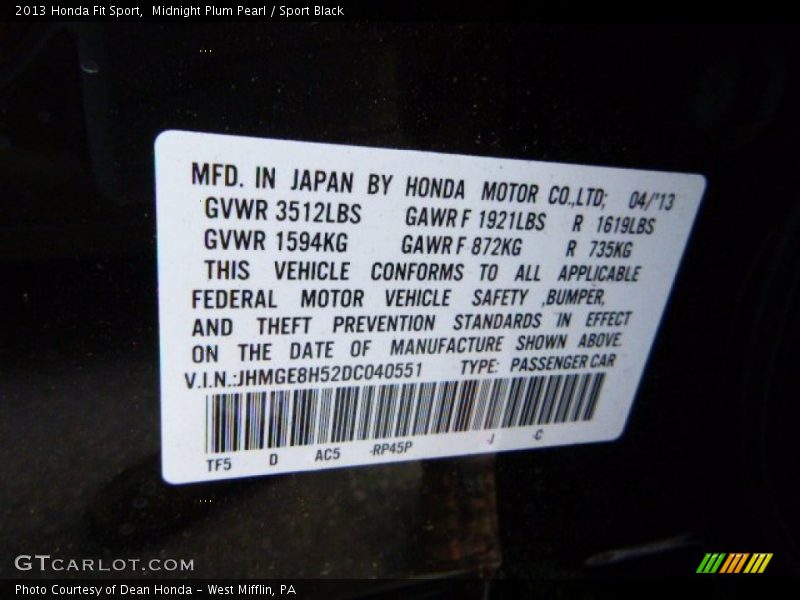 2013 Honda Fit Sport,  Midnight Plum Pearl / Sport Black
MFD. IN JAPAN BY HONDA MOTOR CO.,LTD; 04/'13
GVWR 3512LBS GAWR F 1921LBS R 1619LBS
GVWR 1594KG GAWR F 872KG R 735KG
THIS VEHICLE CONFORMS TO ALL APPLICABLE
FEDERAL MOTOR VEHICLE SAFETY ,BUMPER,
AND THEFT PREVENTION STANDARDS IN EFFECT
ON THE DATE OF MANUFACTURE SHOWN ABOVE.
V.I.N.:JHMGE8H52DC040551 TYPE: PASSENGER CAR
TF5 D AC5 -RP45P -J -C
GTCARLOT.COM
Photo Courtesy of Dean Honda - West Mifflin, PA